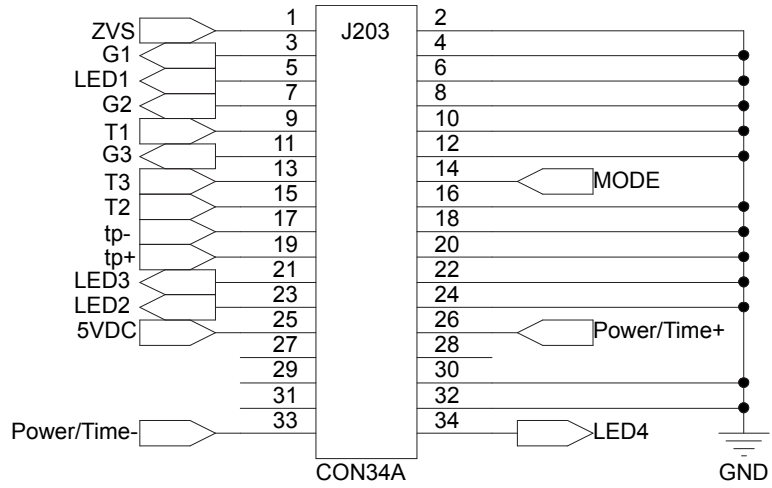 ZVS 1 J203 2
G1 3 4
LED1 5 6
G2 7 8
T1 9 10
G3 11 12
T3 13 14 MODE
T2 15 16
tp- 17 18
tp+ 19 20
LED3 21 22
LED2 23 24
5VDC 25 26 Power/Time+
27 28
29 30
31 32
Power/Time- 33 34 LED4
CON34A GND